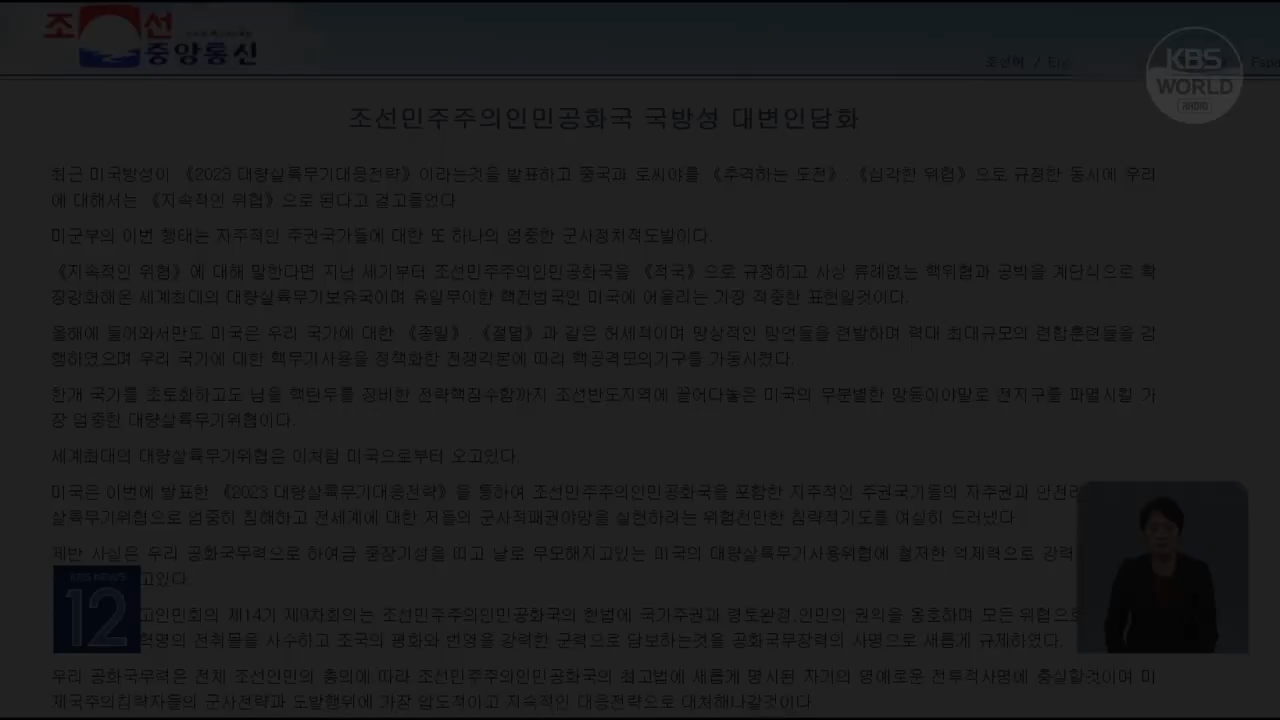 조 선
중앙통신
조선어 / Eng
Espa
KBS
WORLD
RADIO
조선민주주의인민공화국 국방성 대변인담화
최근 미국방성이 《2023 대량살륙무기대응전략》이라는것을 발표하고 중국과 로씨야를 《추격하는 도전》, 《심각한 위협》으로 규정한 동시에 우리
에 대해서는 《지속적인 위협》으로 된다고 걸고들었다.
미군부의 이번 행태는 자주적인 주권국가들에 대한 또 하나의 엄중한 군사정치적도발이다.
《지속적인 위협》에 대해 말한다면 지난 세기부터 조선민주주의인민공화국을 《적국》으로 규정하고 사상 류례없는 핵위협과 공박을 계단식으로 확
장강화해온 세계최대의 대량살륙무기보유국이며 유일무이한 핵전범국인 미국에 어울리는 가장 적중한 표현일것이다.
올해에 들어와서만도 미국은 우리 국가에 대한 《종말》, 《절멸》과 같은 허세적이며 망상적인 망언들을 련발하며 력대 최대규모의 련합훈련들을 감
행하였으며 우리 국가에 대한 핵무기사용을 정책화한 전쟁각본에 따라 핵공격모의기구를 가동시켰다.
한개 국가를 초토화하고도 남을 핵탄두를 장비한 전략핵잠수함까지 조선반도지역에 끌어다놓은 미국의 무분별한 망동이야말로 전지구를 파멸시킬 가
장 엄중한 대량살륙무기위협이다.
세계최대의 대량살륙무기위협은 이처럼 미국으로부터 오고있다.
미국은 이번에 발표한 《2023 대량살륙무기대응전략》을 통하여 조선민주주의인민공화국을 포함한 자주적인 주권국가들의 자주권과 안전
살륙무기위협으로 엄중히 침해하고 전세계에 대한 저들의 군사적패권야망을 실현하려는 위험천만한 침략적기도를 여실히 드러냈다.
제반 사실은 우리 공화국무력으로 하여금 중장기성을 띠고 날로 무모해지고있는 미국의 대량살륙무기사용위협에 철저한 억제력으로 강력
고있다.
KBS NEWS
12
고인민회의 제14기 제9차회의는 조선민주주의인민공화국의 헌법에 국가주권과 령토완정,인민의 권익을 옹호하며 모든 위협으로
혁명의 전취물을 사수하고 조국의 평화와 번영을 강력한 군력으로 담보하는것을 공화국무장력의 사명으로 새롭게 규제하였다.
우리 공화국무력은 전체 조선인민의 총의에 따라 조선민주주의인민공화국의 최고법에 새롭게 명시된 자기의 영예로운 전투적사명에 충실할것이며 미
제국주의침략자들의 군사전략과 도발행위에 가장 압도적이고 지속적인 대응전략으로 대처해나갈것이다.